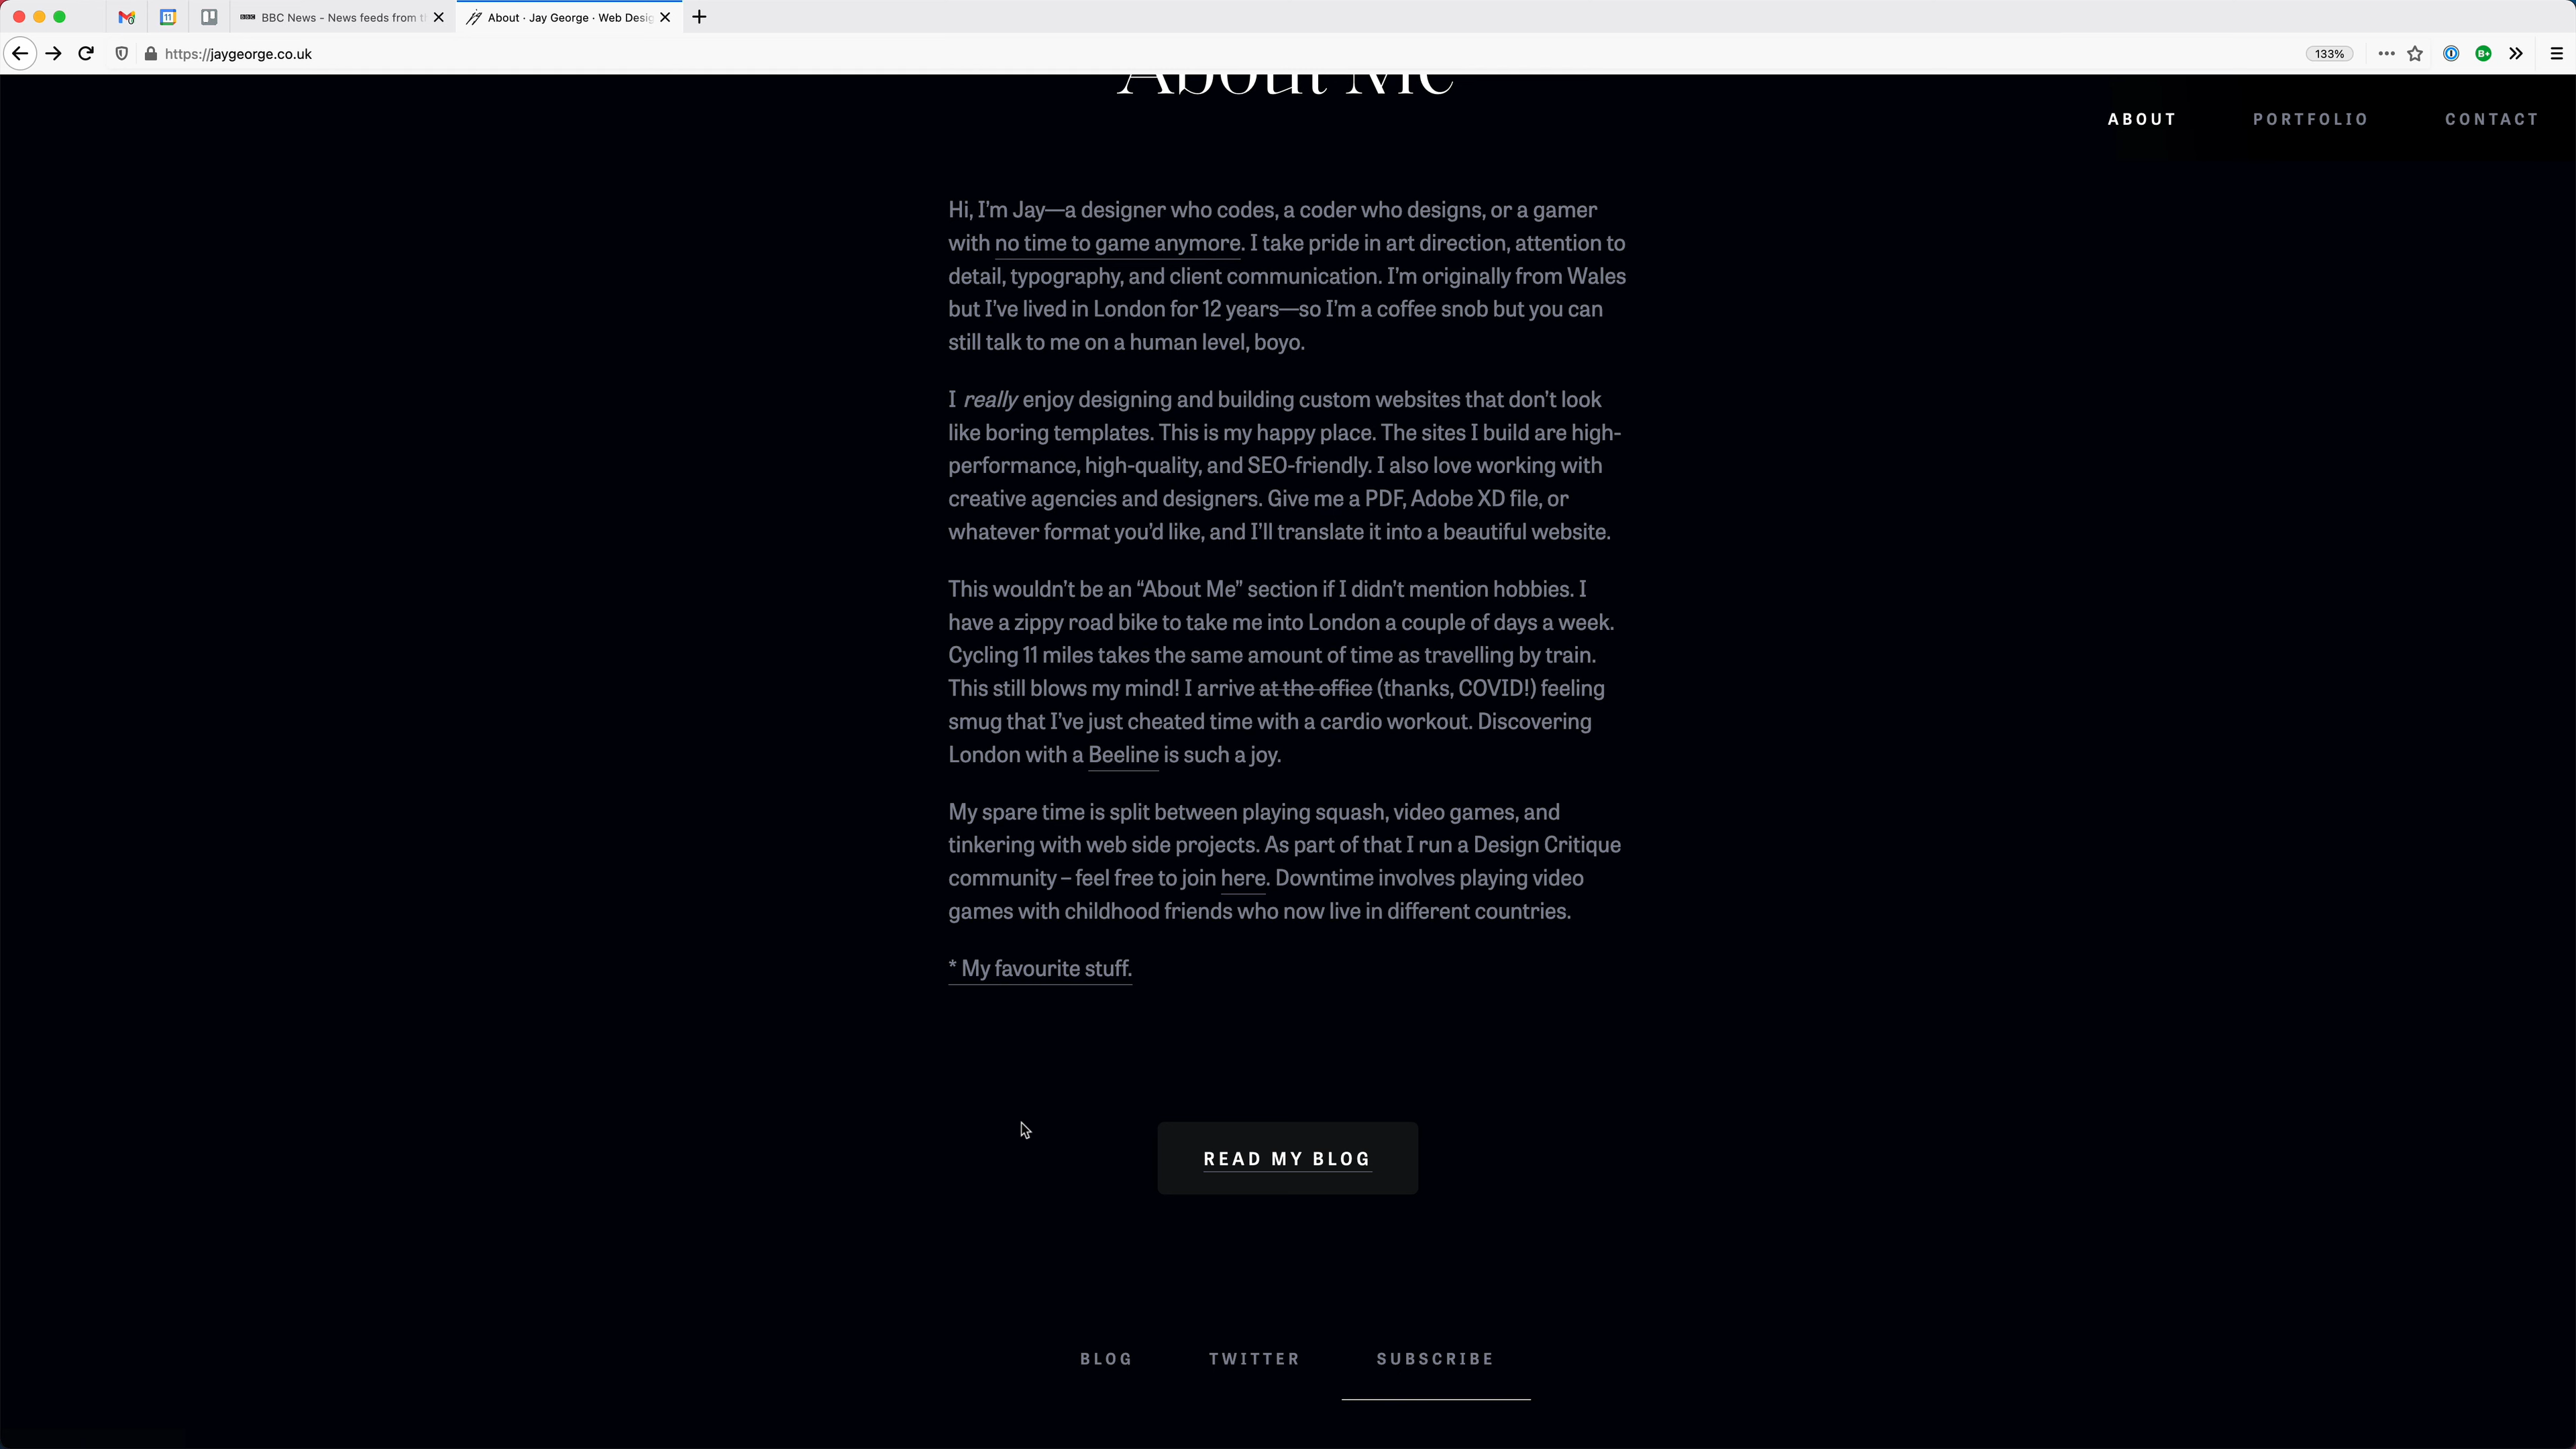 BBC News - News feeds from t
About · Jay George · Web Desig
https://jaygeorge.co.uk
133%
About Me
ABOUT PORTFOLIO CONTACT
Hi, I’m Jay—a designer who codes, a coder who designs, or a gamer
with no time to game anymore. I take pride in art direction, attention to
detail, typography, and client communication. I’m originally from Wales
but I’ve lived in London for 12 years—so I’m a coffee snob but you can
still talk to me on a human level, boyo.
I really enjoy designing and building custom websites that don’t look
like boring templates. This is my happy place. The sites I build are high-
performance, high-quality, and SEO-friendly. I also love working with
creative agencies and designers. Give me a PDF, Adobe XD file, or
whatever format you’d like, and I’ll translate it into a beautiful website.
This wouldn’t be an “About Me” section if I didn’t mention hobbies. I
have a zippy road bike to take me into London a couple of days a week.
Cycling 11 miles takes the same amount of time as travelling by train.
This still blows my mind! I arrive at the office (thanks, COVID!) feeling
smug that I’ve just cheated time with a cardio workout. Discovering
London with a Beeline is such a joy.
My spare time is split between playing squash, video games, and
tinkering with web side projects. As part of that I run a Design Critique
community – feel free to join here. Downtime involves playing video
games with childhood friends who now live in different countries.
* My favourite stuff.
READ MY BLOG
BLOG TWITTER SUBSCRIBE